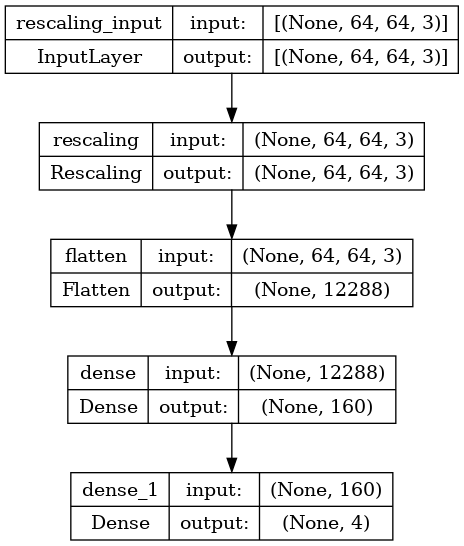 rescaling_input input: [(None, 64, 64, 3)]
InputLayer output: [(None, 64, 64, 3)]
rescaling input: (None, 64, 64, 3)
Rescaling output: (None, 64, 64, 3)
flatten input: (None, 64, 64, 3)
Flatten output: (None, 12288)
dense input: (None, 12288)
Dense output: (None, 160)
dense_1 input: (None, 160)
Dense output: (None, 4)